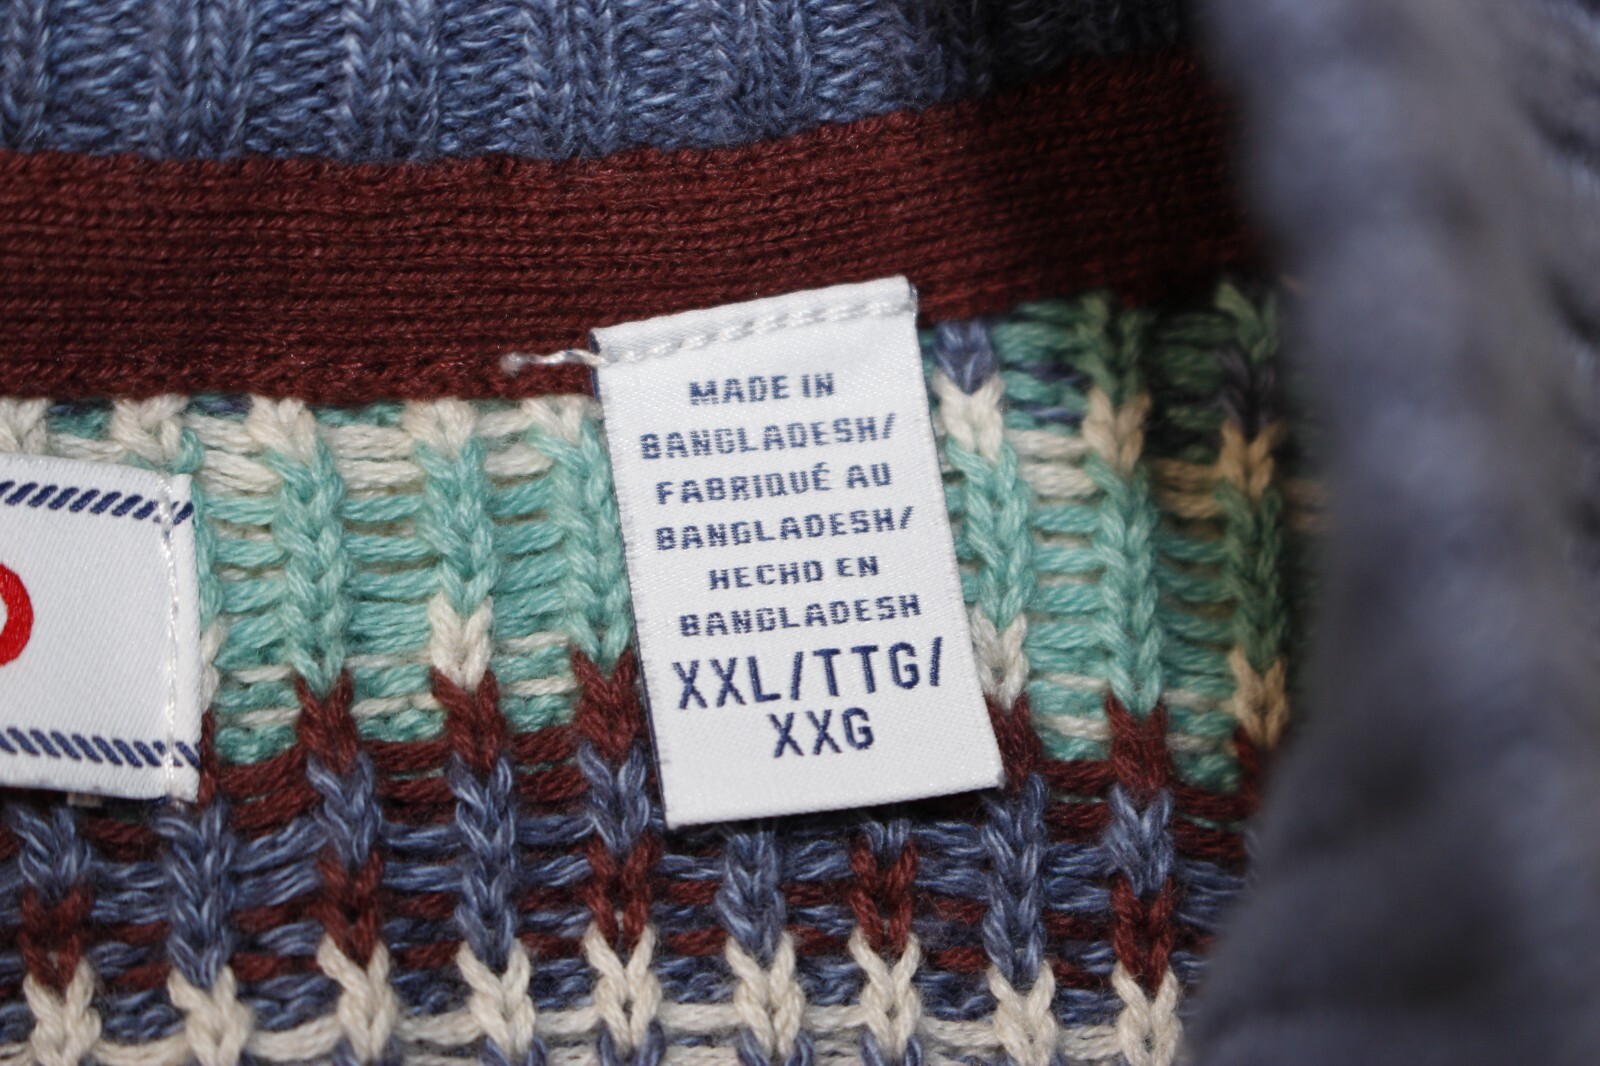 MADE IN
BANGLADESH/
FABRIQUÉ AU
BANGLADESH/
HECHO EN
BANGLADESH
XXL/TTG/
XXG